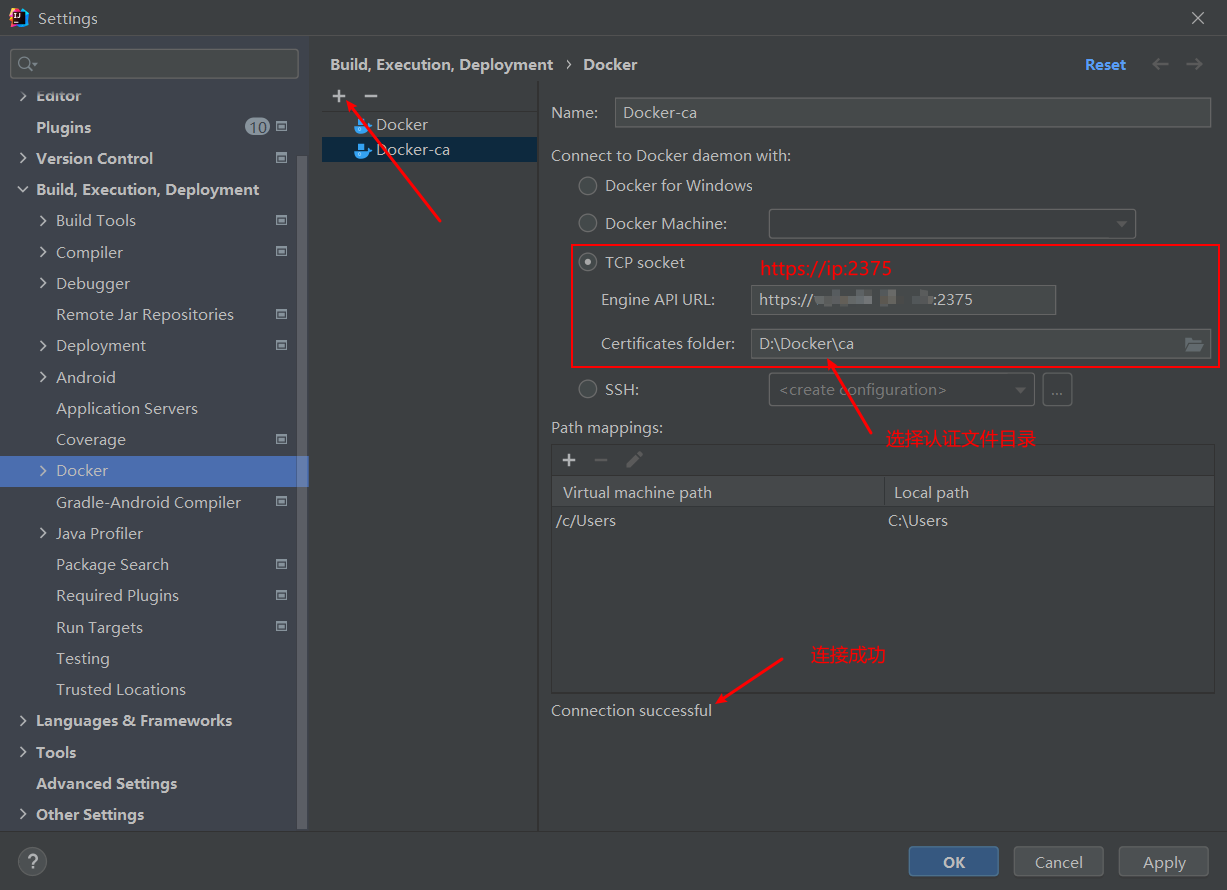 Settings
Editor
Plugins 10
Version Control
Build, Execution, Deployment
Build Tools
Compiler
Debugger
Remote Jar Repositories
Deployment
Android
Application Servers
Coverage
Docker
Gradle-Android Compiler
Java Profiler
Package Search
Required Plugins
Run Targets
Testing
Trusted Locations
Languages & Frameworks
Tools
Advanced Settings
Other Settings
Build, Execution, Deployment › Docker
Reset
Docker
Docker-ca
Name: Docker-ca
Connect to Docker daemon with:
Docker for Windows
Docker Machine:
TCP socket
https://ip:2375
Engine API URL: https:// :2375
Certificates folder: D:\Docker\ca
SSH: <create configuration> ...
选择认证文件目录
Path mappings:
Virtual machine path Local path
/c/Users C:\Users
连接成功
Connection successful
? OK Cancel Apply